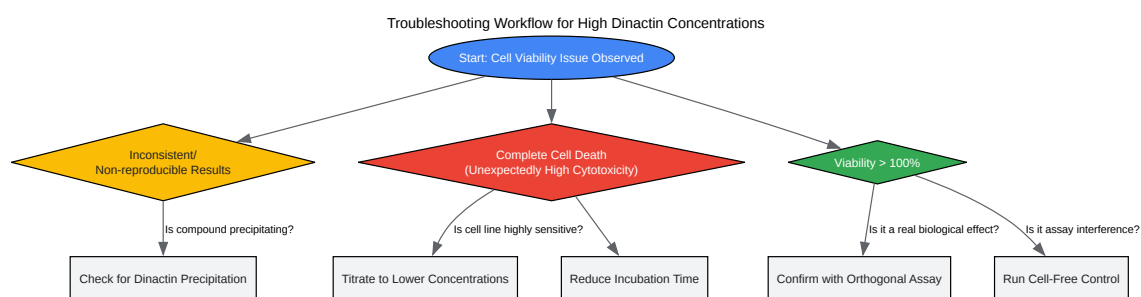 Troubleshooting Workflow for High Dinactin Concentrations
Start: Cell Viability Issue Observed
Inconsistent/
Non-reproducible Results
Complete Cell Death
(Unexpectedly High Cytotoxicity)
Viability > 100%
Is compound precipitating?
Is cell line highly sensitive?
Is it a real biological effect?
Is it assay interference?
Check for Dinactin Precipitation
Titrate to Lower Concentrations
Reduce Incubation Time
Confirm with Orthogonal Assay
Run Cell-Free Control